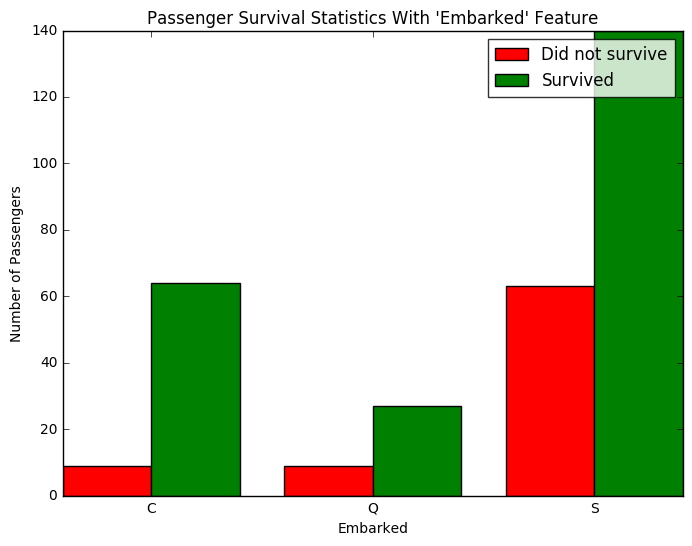 Passenger Survival Statistics With 'Embarked' Feature
140
120
100
80
60
40
20
0
Number of Passengers
Did not survive
Survived
C Q S
Embarked